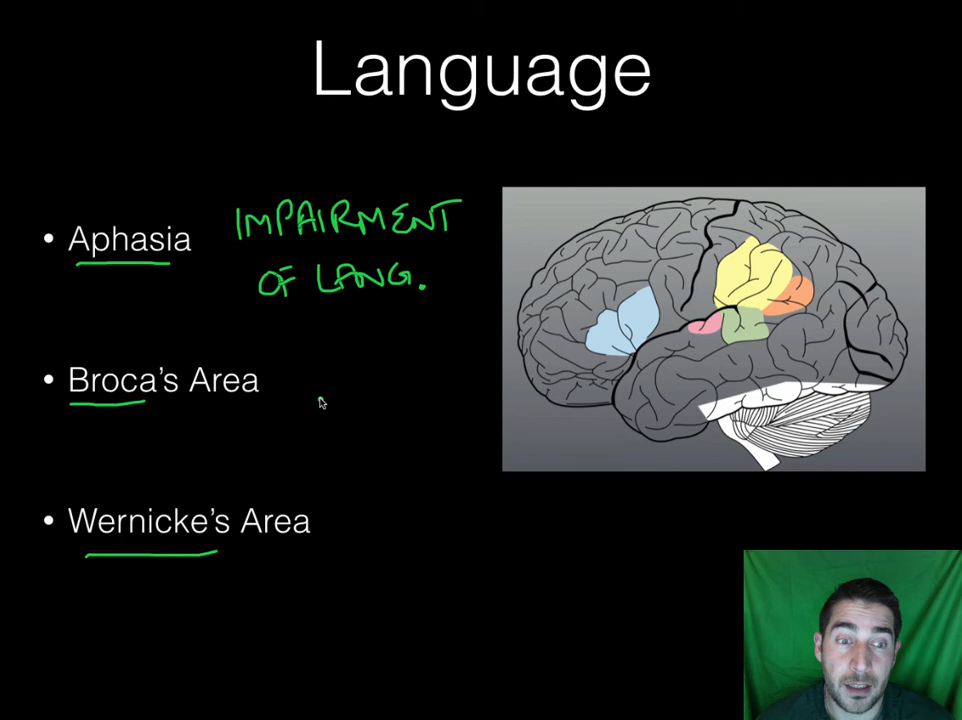 Language
• Aphasia
IMPAIRMENT
OF LANG.
• Broca's Area
• Wernicke's Area